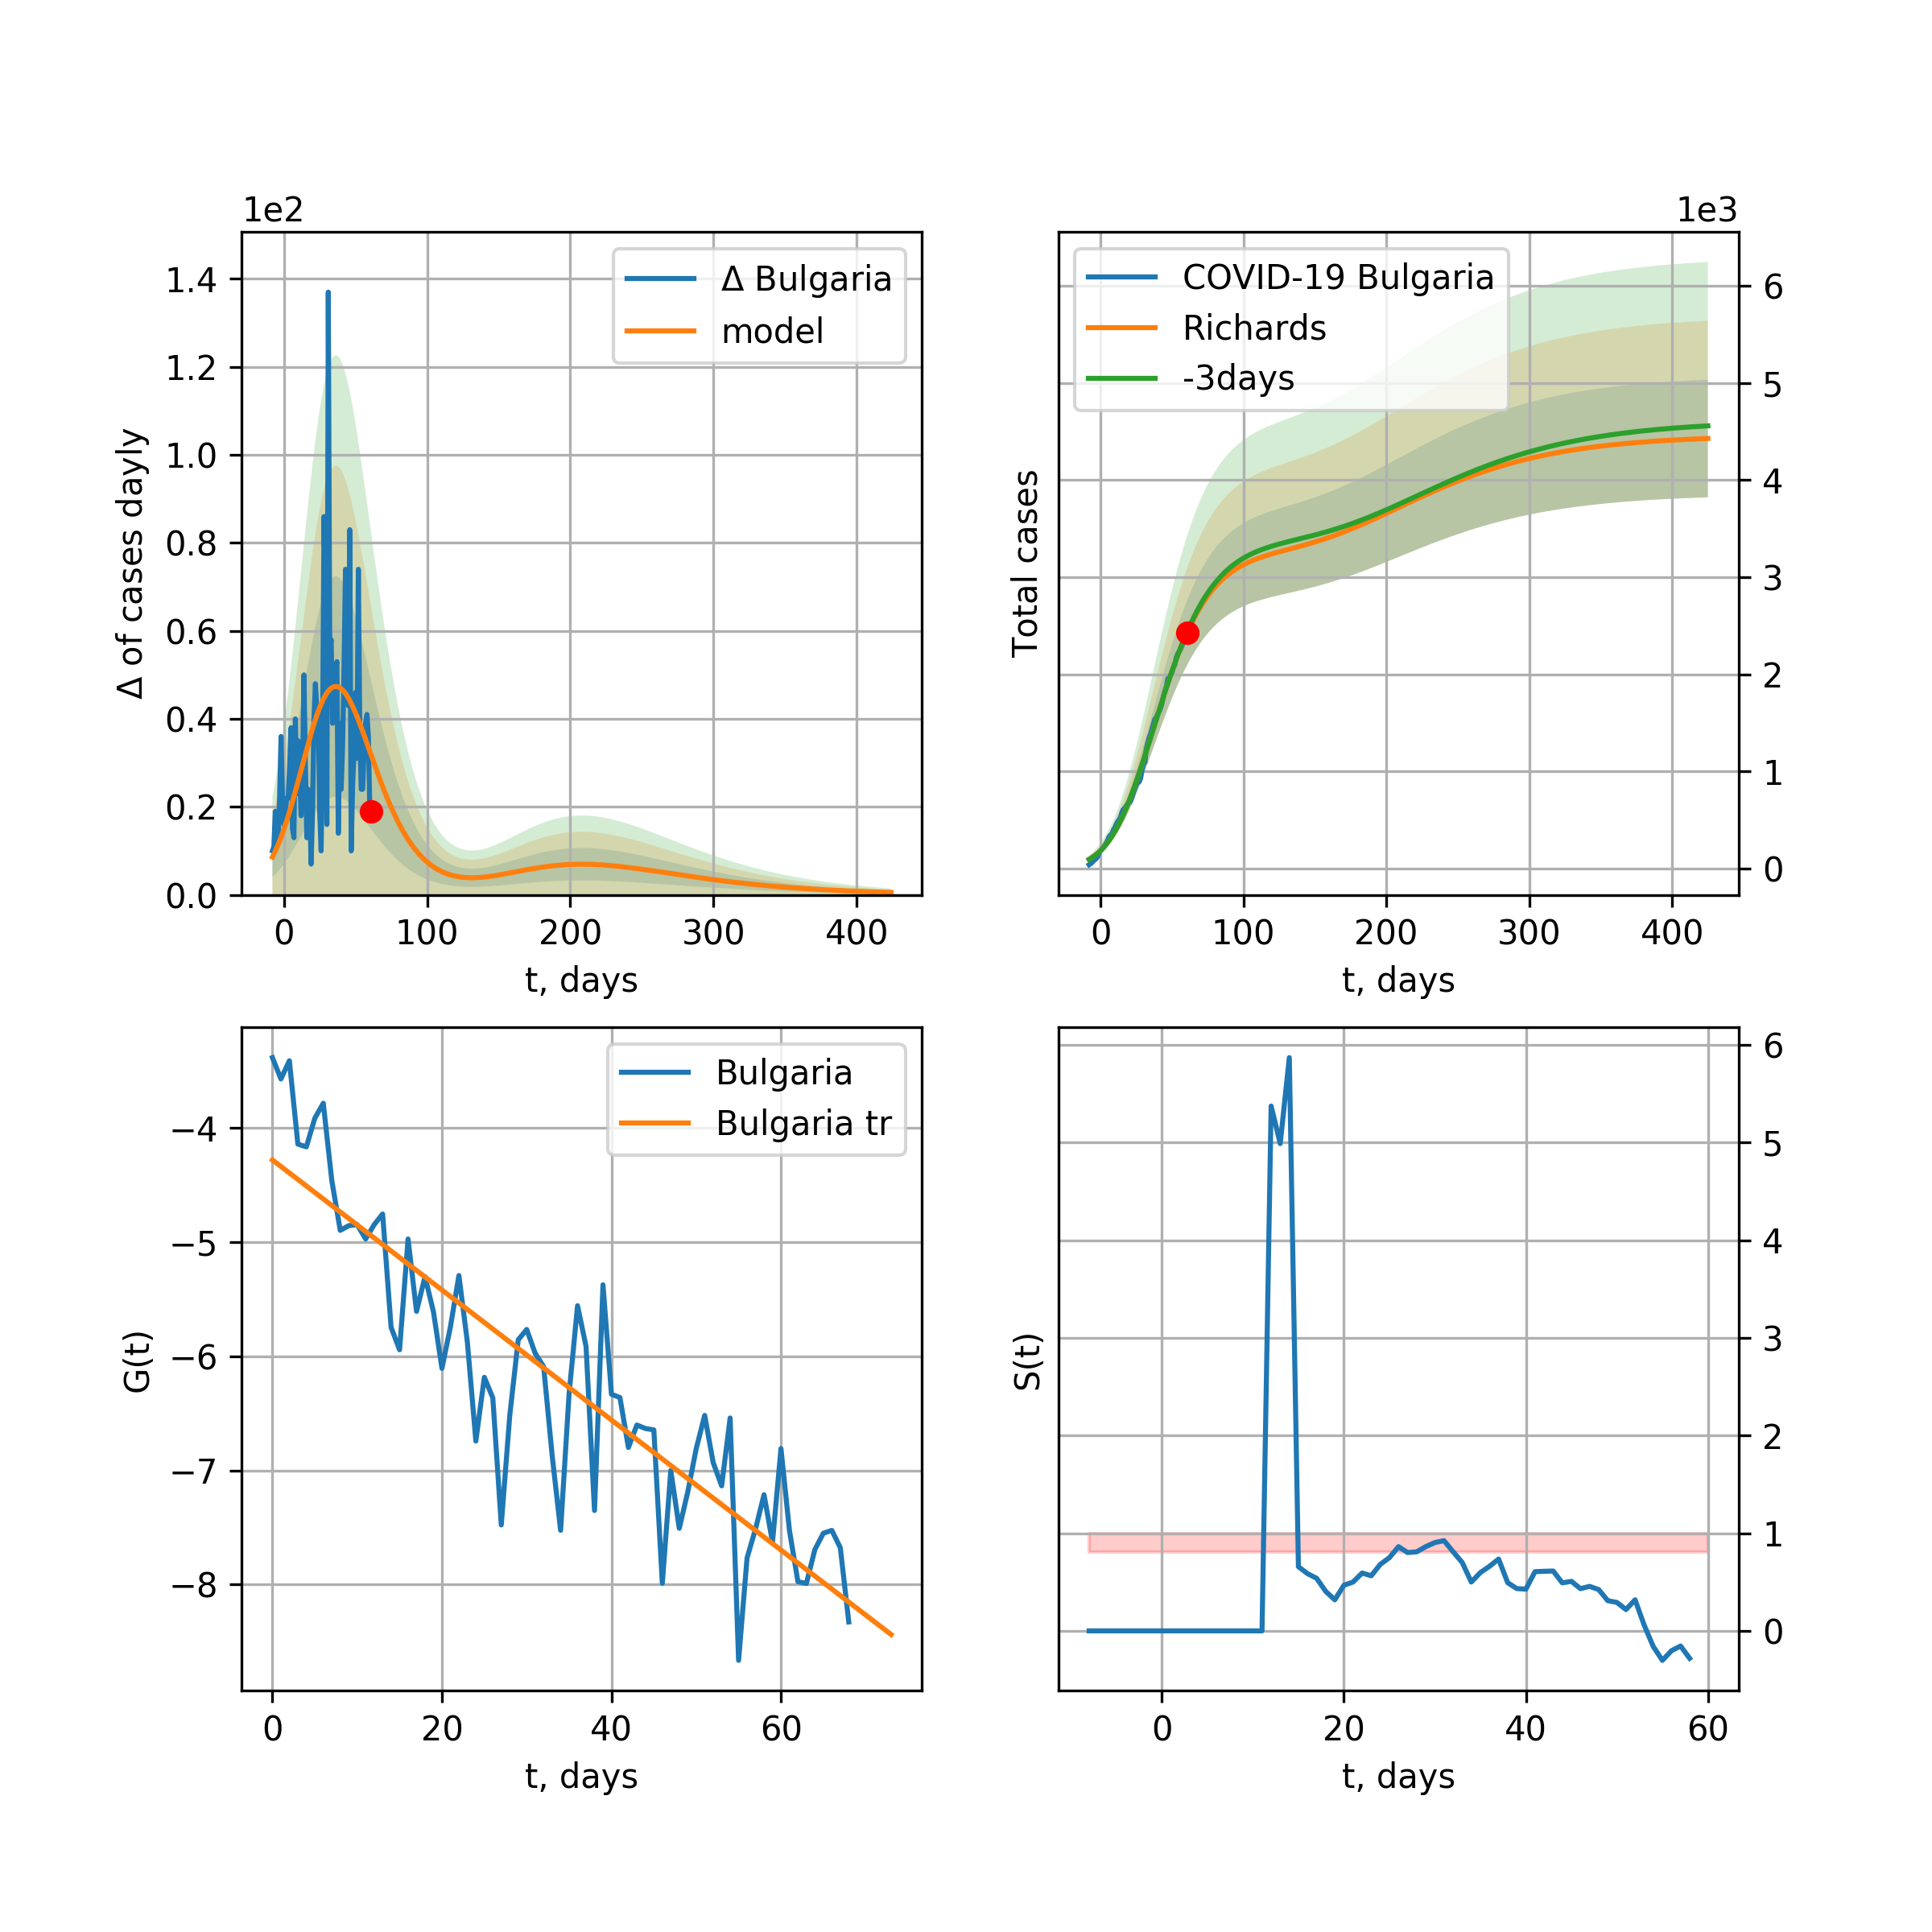 1e2
Δ of cases dayly
1.4
1.2
1.0
0.8
0.6
0.4
0.2
0.0
Δ Bulgaria
model
0 100 200 300 400
t, days
1e3
Total cases
COVID-19 Bulgaria
Richards
-3days
6
5
4
3
2
1
0
0 100 200 300 400
t, days
G(t)
−4
−5
−6
−7
−8
Bulgaria
Bulgaria tr
0 20 40 60
t, days
S(t)
6
5
4
3
2
1
0
0 20 40 60
t, days